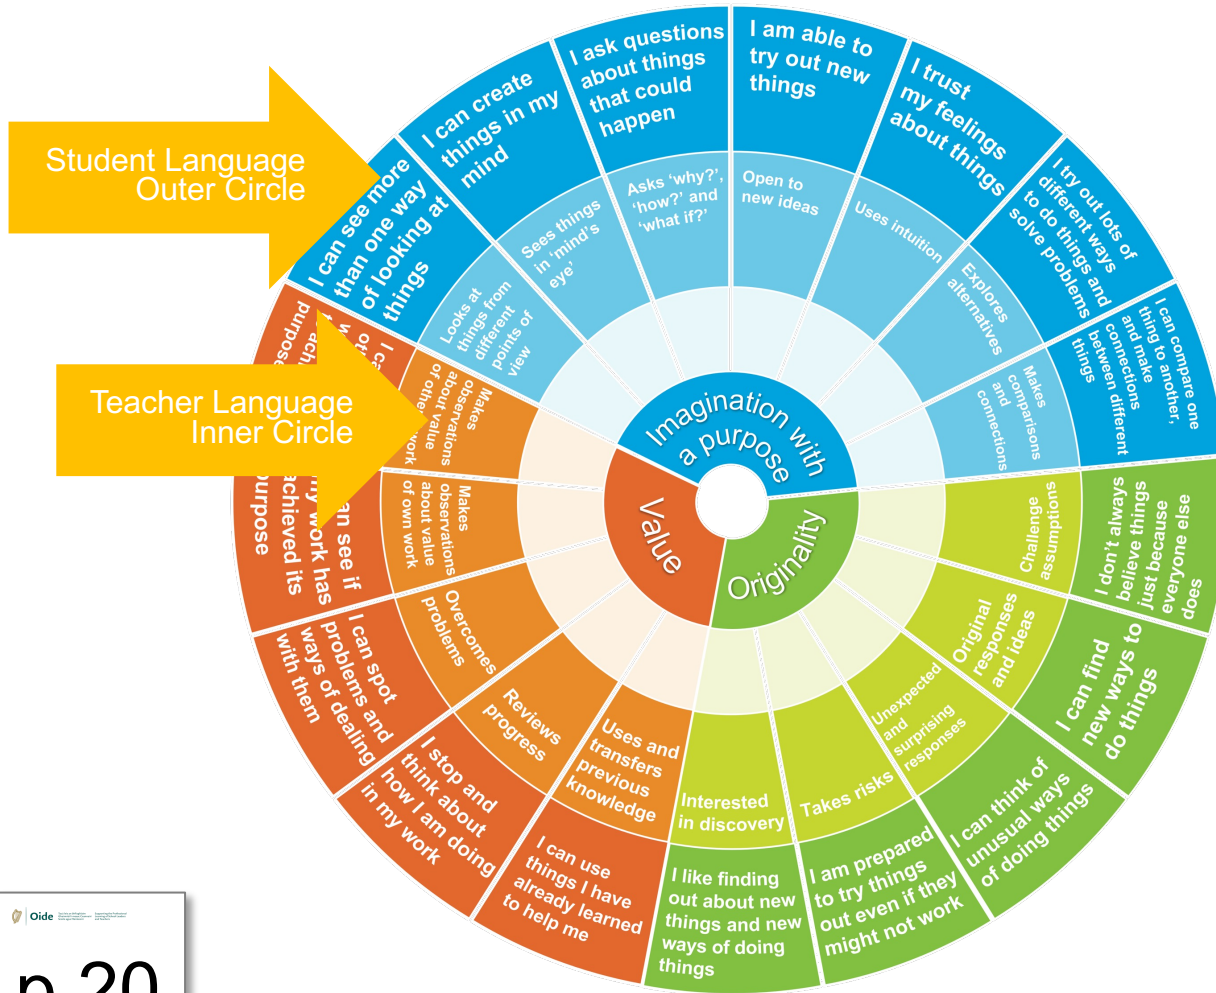 Student Language
Outer Circle
Teacher Language
Inner Circle
I can see more
than one way
of looking at
things
I can create
things in my
mind
I ask questions
about things
that could
happen
I am able to
try out new
things
I trust
my feelings
about things
I try out lots of
different ways
to do things and
solve problems
I can compare one
thing to another,
and make
connections
between different
things
Looks at
things from
different
points of
view
Sees things
in ‘mind’s
eye’
Asks ‘why?’,
‘how?’ and
‘what if?’
Open to
new ideas
Uses intuition
Explores
alternatives
Makes
comparisons
and
connections
Imagination with
a purpose
Value
Originality
Challenge
assumptions
Original
responses
and ideas
Unexpected
and
surprising
responses
Takes risks
Interested
in discovery
I don’t always
believe things
just because
everyone else
does
I can find
new ways to
do things
I can think of
unusual ways
of doing things
I am prepared
to try things
out even if they
might not work
I like finding
out about new
things and new
ways of doing
things
Uses and
transfers
previous
knowledge
Reviews
progress
Overcomes
problems
Makes
observations
about value
of own work
Makes
observations
about value
work
I can use
things I have
already learned
to help me
I stop and
think about
how I am doing
in my work
I can spot
problems and
ways of dealing
with them
see if
my work has
achieved its
purpose
purpose
Oide
p.20